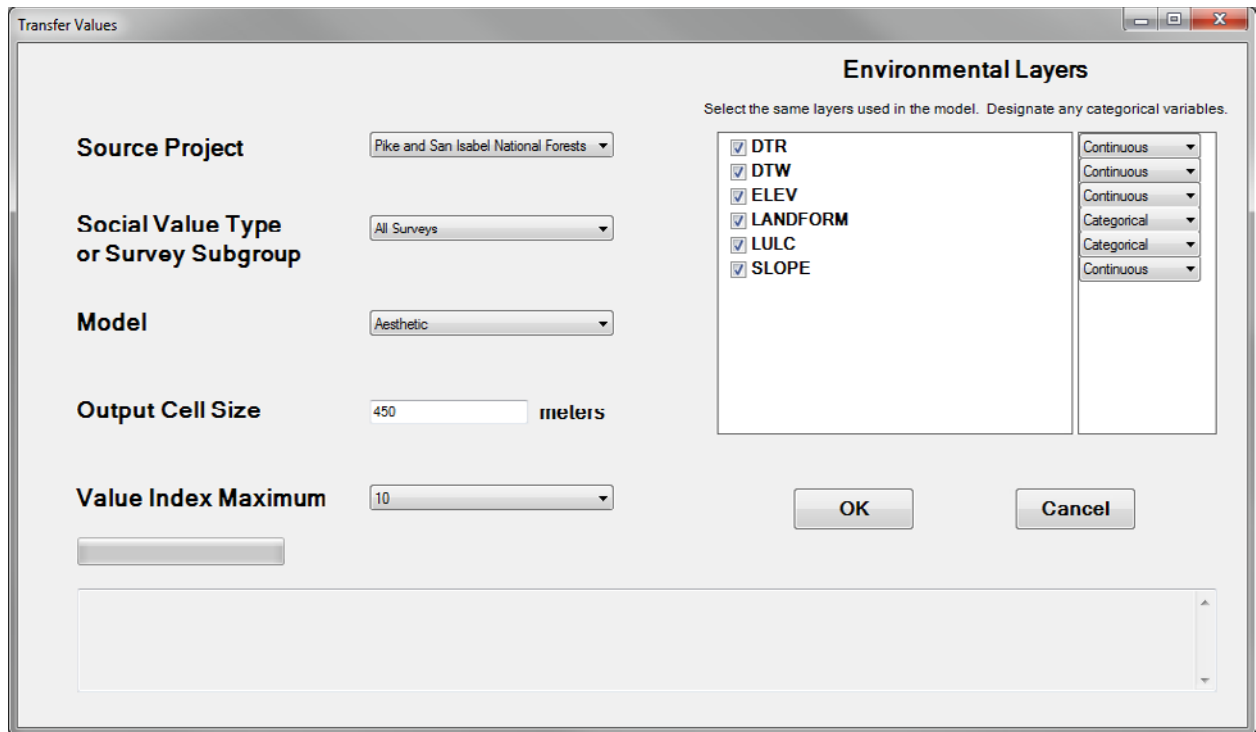 Transfer Values
Environmental Layers
Select the same layers used in the model. Designate any categorical variables.
Source Project
Pike and San Isabel National Forests
DTR
Continuous
DTW
Continuous
ELEV
Continuous
LANDFORM
Categorical
LULC
Categorical
SLOPE
Continuous
Social Value Type
or Survey Subgroup
All Surveys
Model
Aesthetic
Output Cell Size
450
meters
Value Index Maximum
10
OK
Cancel